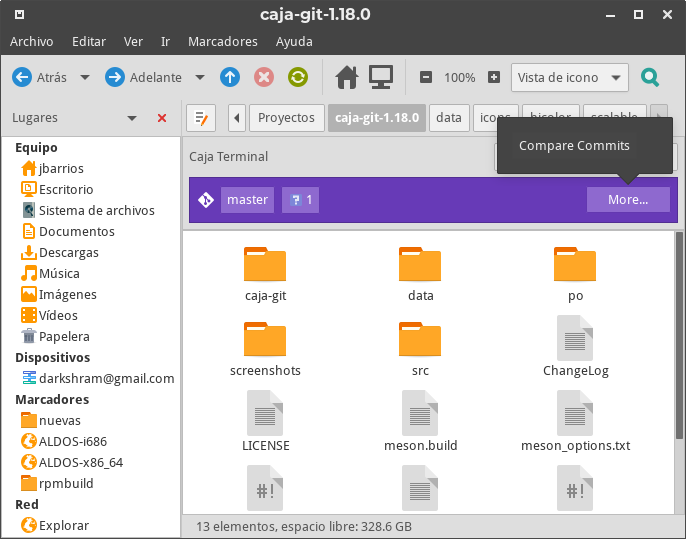 caja-git-1.18.0
Archivo Editar Ver Ir Marcadores Ayuda
Atrás Adelante 100% Vista de icono
Lugares
Proyectos caja-git-1.18.0 data icons bicolor scalable
Compare Commits
Caja Terminal
master ? 1 More...
Equipo
jbarrios
Escritorio
Sistema de archivos
Documentos
Descargas
Música
Imágenes
Vídeos
Papelera
Dispositivos
darkshram@gmail.com
Marcadores
nuevas
ALDOS-i686
ALDOS-x86_64
rpmbuild
Red
Explorar
caja-git data po
screenshots src ChangeLog
LICENSE meson.build meson_options.txt
#! #!
13 elementos, espacio libre: 328.6 GB